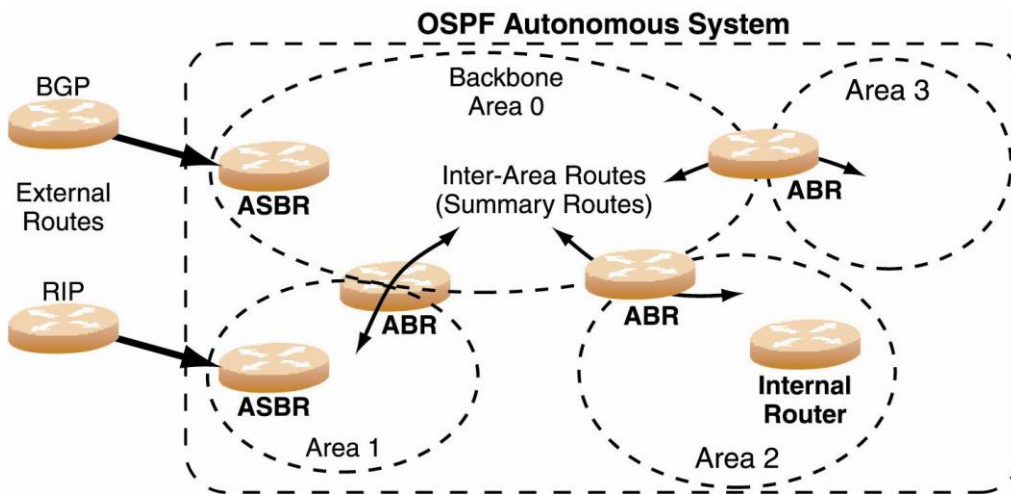 OSPF Autonomous System
BGP
Backbone
Area 0
Area 3
External
Routes
ASBR
Inter-Area Routes
(Summary Routes)
ABR
RIP
ABR
ABR
ASBR
Internal
Router
Area 1
Area 2